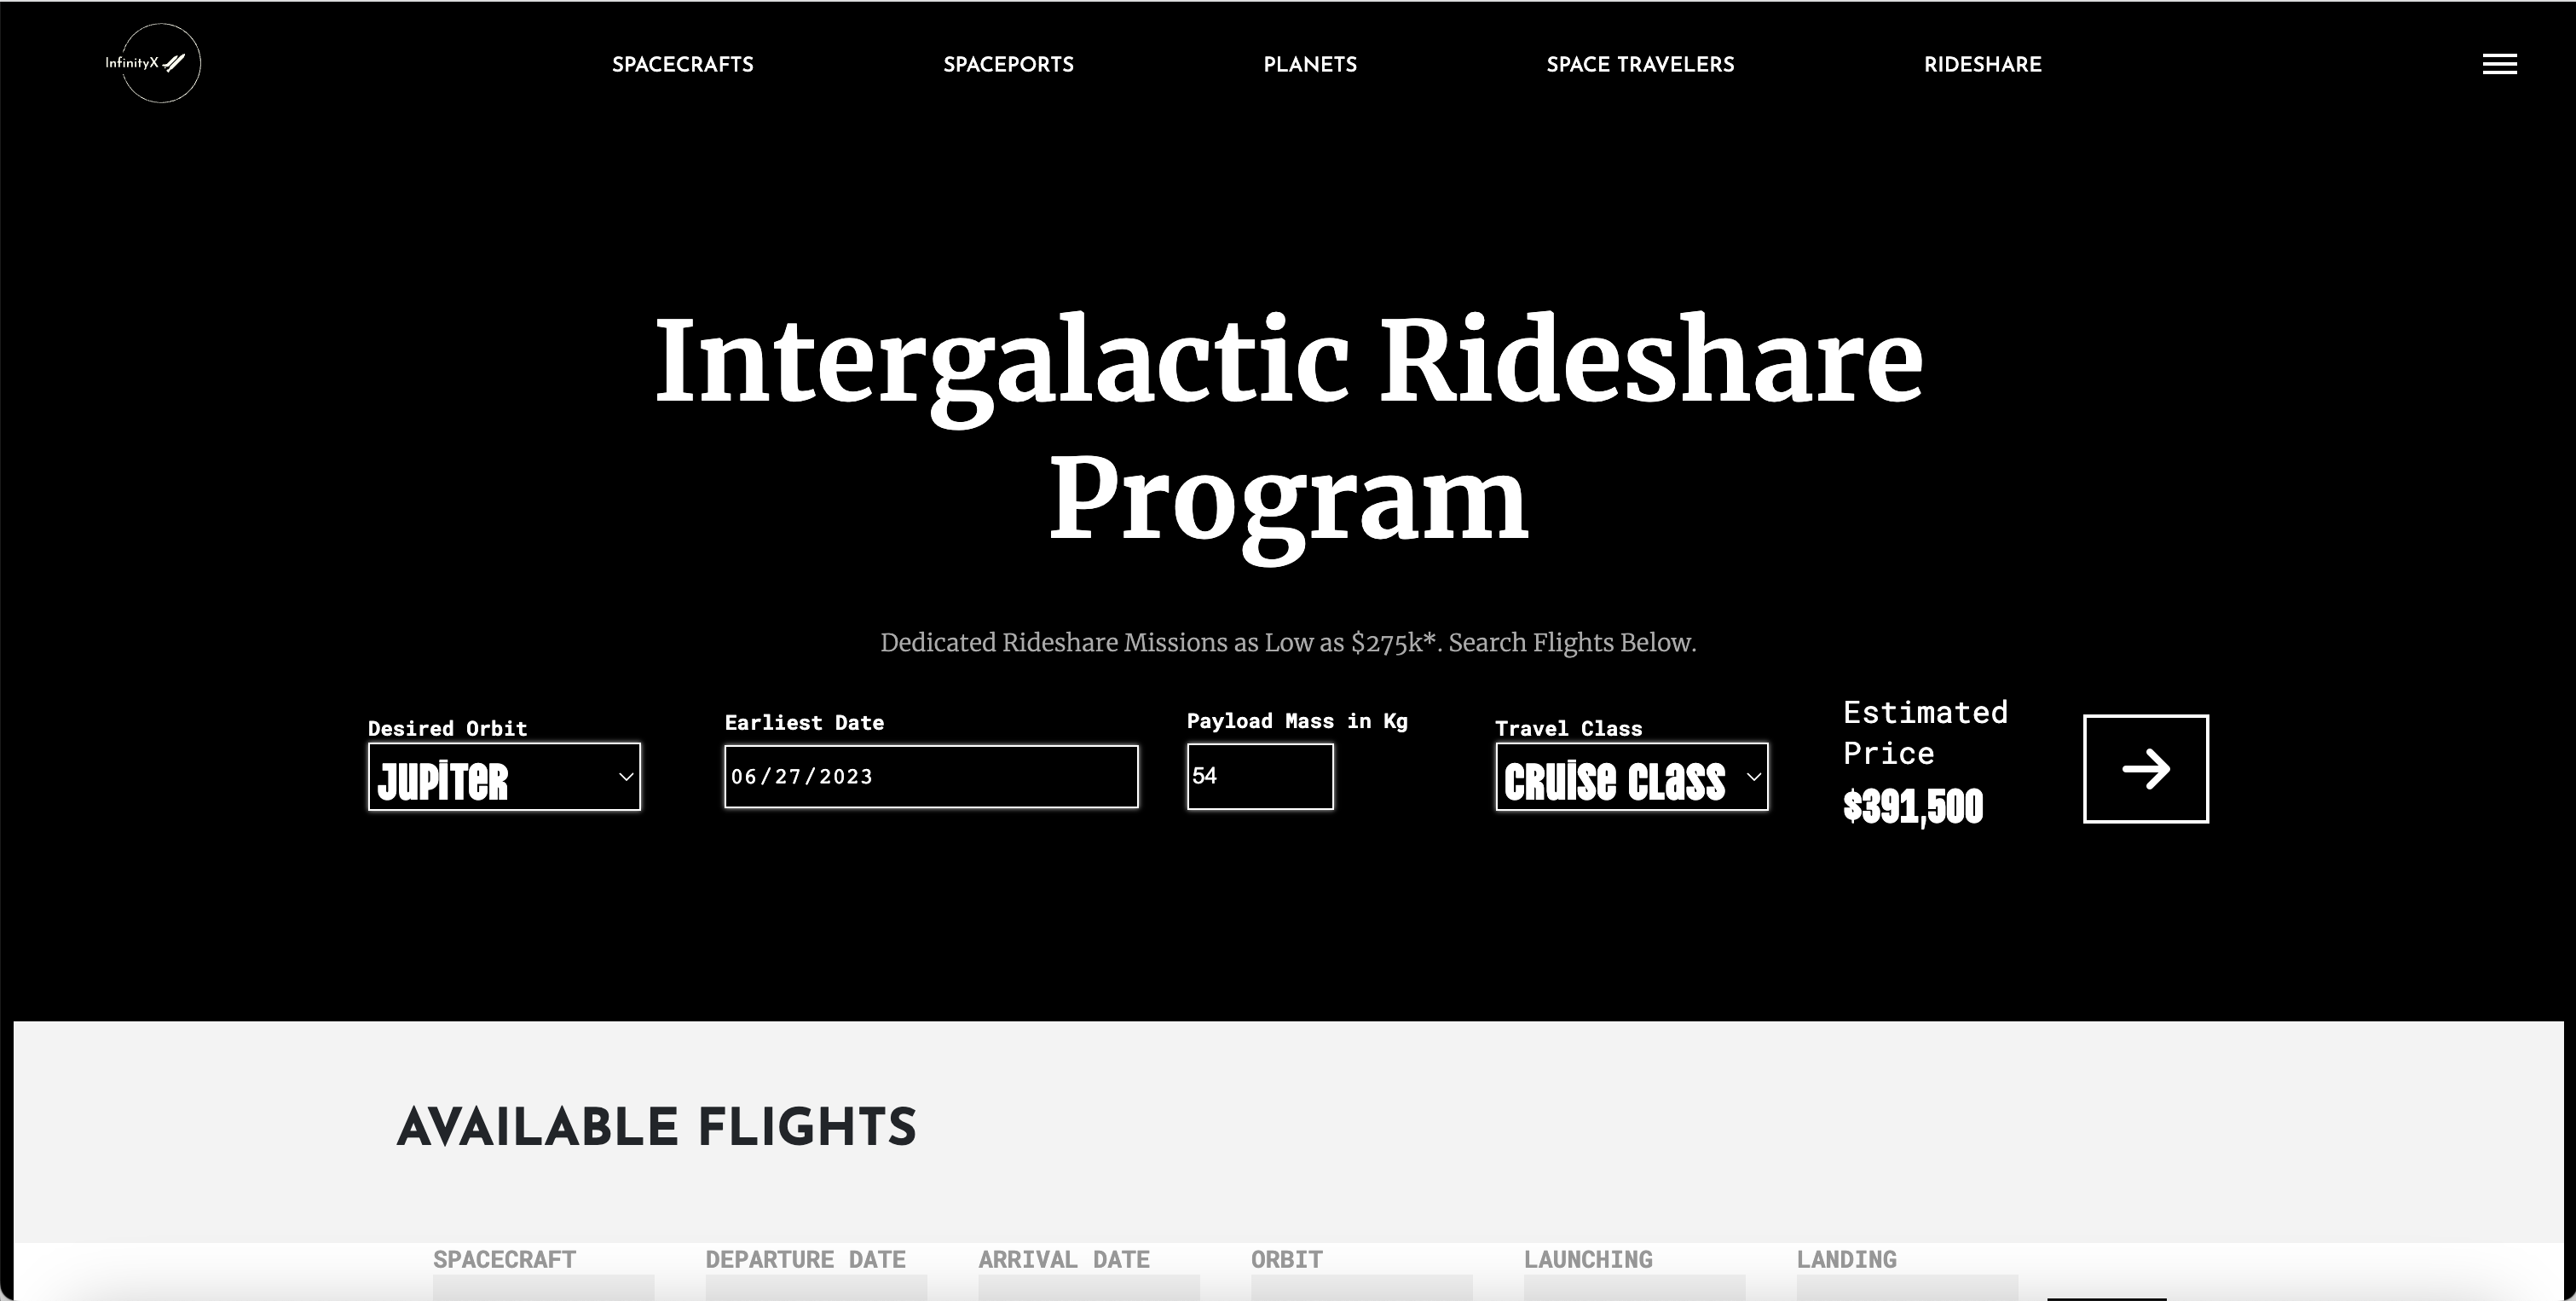 InfinityX
SPACECRAFTS SPACEPORTS PLANETS SPACE TRAVELERS RIDESHARE
Intergalactic Rideshare
Program
Dedicated Rideshare Missions as Low as $275k*. Search Flights Below.
Desired Orbit
JUPITER
Earliest Date
06/27/2023
Payload Mass in Kg
54
Travel Class
CRUISE CLASS
Estimated
Price
$391,500
AVAILABLE FLIGHTS
SPACECRAFT DEPARTURE DATE ARRIVAL DATE ORBIT LAUNCHING LANDING